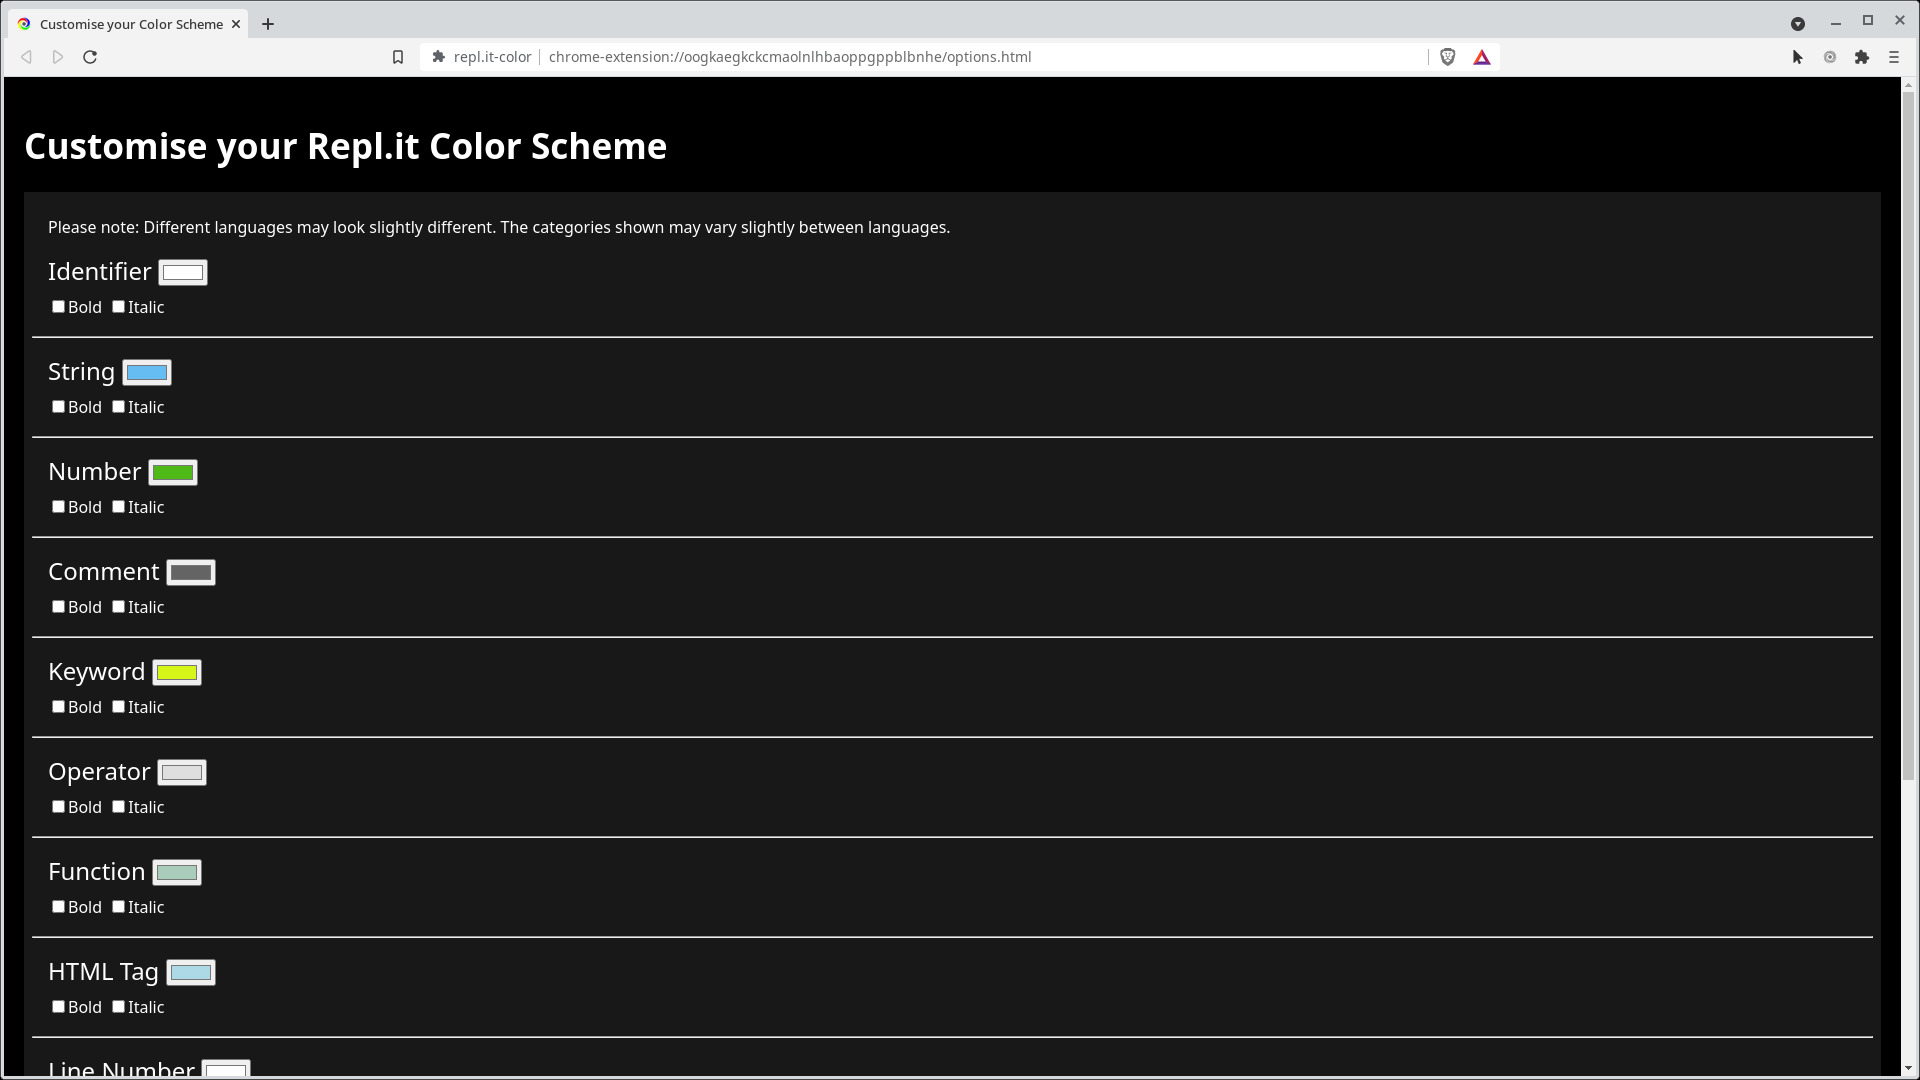 Customise your Color Scheme
repl.it-color
chrome-extension://oogkaegkckcmaolnlhbaoppgppblbnhe/options.html
Customise your Repl.it Color Scheme
Please note: Different languages may look slightly different. The categories shown may vary slightly between languages.
Identifier
Bold Italic
String
Bold Italic
Number
Bold Italic
Comment
Bold Italic
Keyword
Bold Italic
Operator
Bold Italic
Function
Bold Italic
HTML Tag
Bold Italic
Line Number